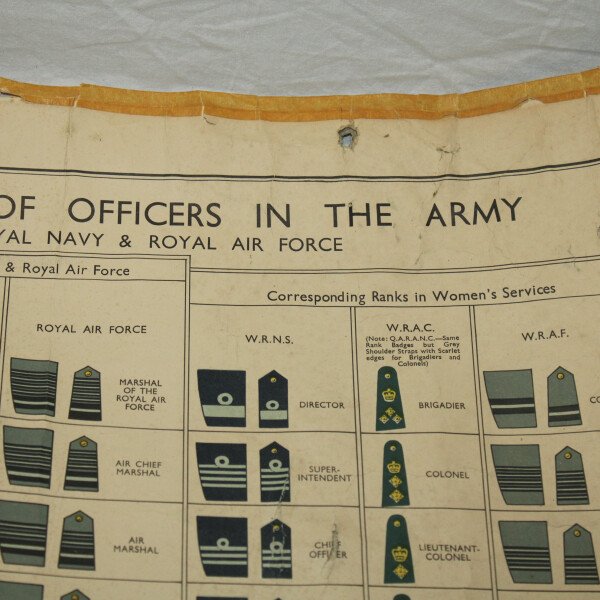 OF OFFICERS IN THE ARMY
YAL NAVY & ROYAL AIR FORCE
& Royal Air Force
Corresponding Ranks in Women's Services
ROYAL AIR FORCE
W.R.N.S.
W.R.A.C.
(Note: Q.A.R.A.N.C.—Same
Rank Badges but Grey
Shoulder Straps with Scarlet
edges for Brigadiers and
Colonels)
W.R.A.F.
MARSHAL
OF THE
ROYAL AIR
FORCE
DIRECTOR
BRIGADIER
CO
AIR CHIEF
MARSHAL
SUPER-
INTENDENT
COLONEL
AIR
MARSHAL
CHIEF
OFFICER
LIEUTENANT-
COLONEL